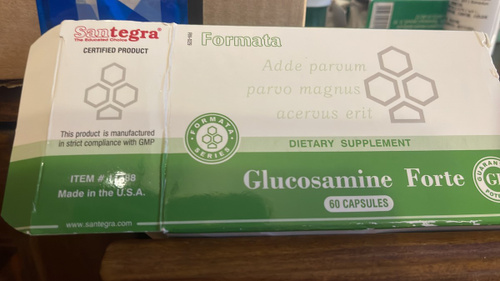 Santegra®
The Educated Choice
CERTIFIED PRODUCT
This product is manufactured
in strict compliance with GMP
ITEM #
Made in the U.S.A.
www.santegra.com
Formata
Adde parvum
parvo magnus
acervus erit
FORMATA
SERIES
DIETARY SUPPLEMENT
Glucosamine Forte
60 CAPSULES